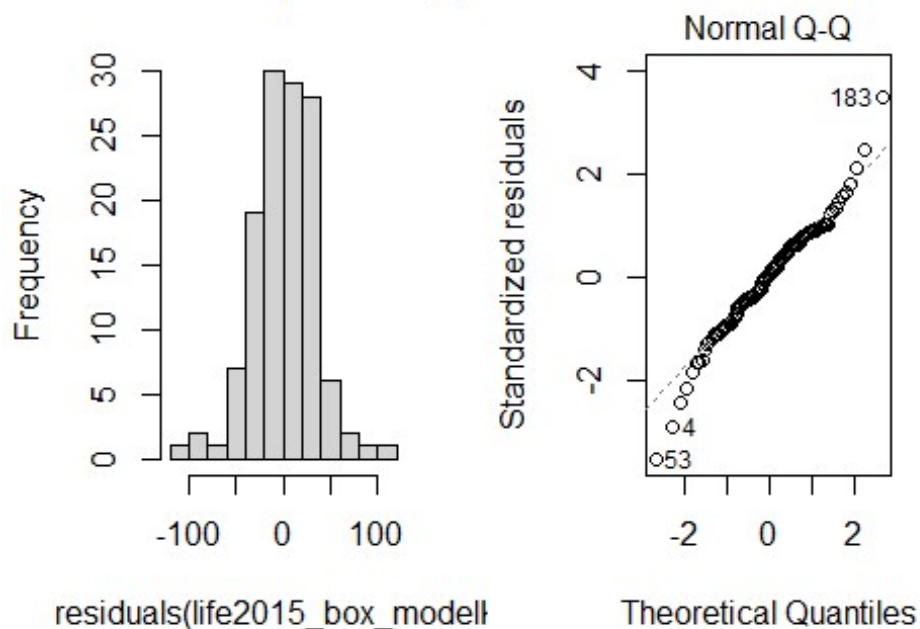 Normal Q-Q
Frequency
0
5
10
15
20
25
30
-100 0 100
residuals(life2015_box_modell
Standardized residuals
-2
0
2
4
183
4
53
-2 0 2
Theoretical Quantiles